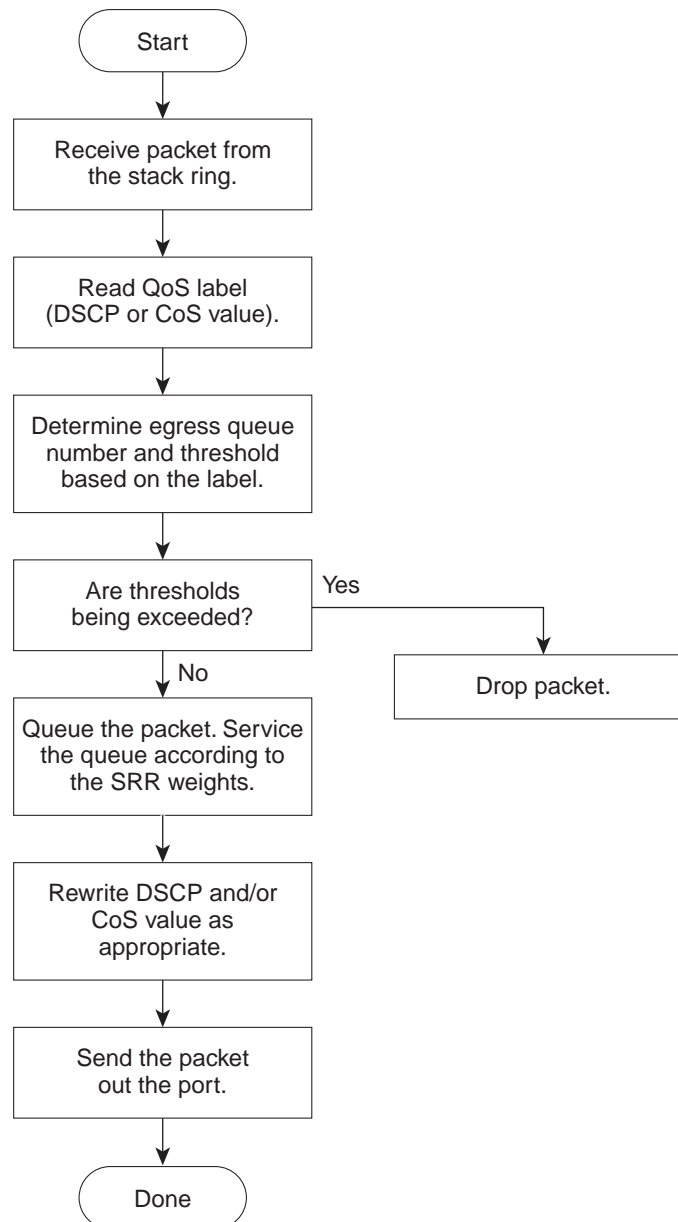 Start
Receive packet from
the stack ring.
Read QoS label
(DSCP or CoS value).
Determine egress queue
number and threshold
based on the label.
Are thresholds
being exceeded?
Yes
Drop packet.
No
Queue the packet. Service
the queue according to
the SRR weights.
Rewrite DSCP and/or
CoS value as
appropriate.
Send the packet
out the port.
Done